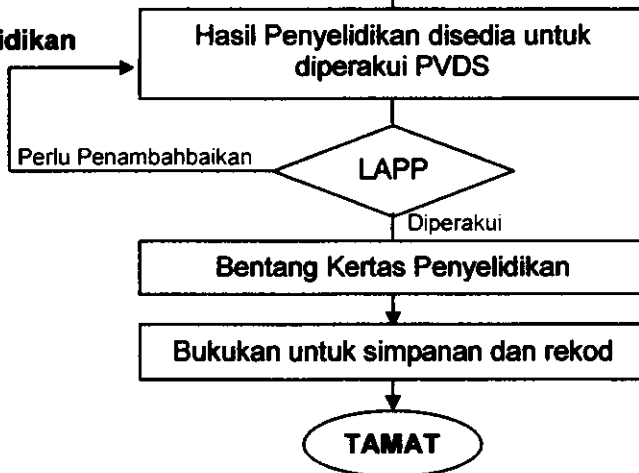 idikan
Hasil Penyelidikan disedia untuk
diperakui PVDS
Perlu Penambahbaikan
LAPP
Diperakui
Bentang Kertas Penyelidikan
Bukukan untuk simpanan dan rekod
TAMAT